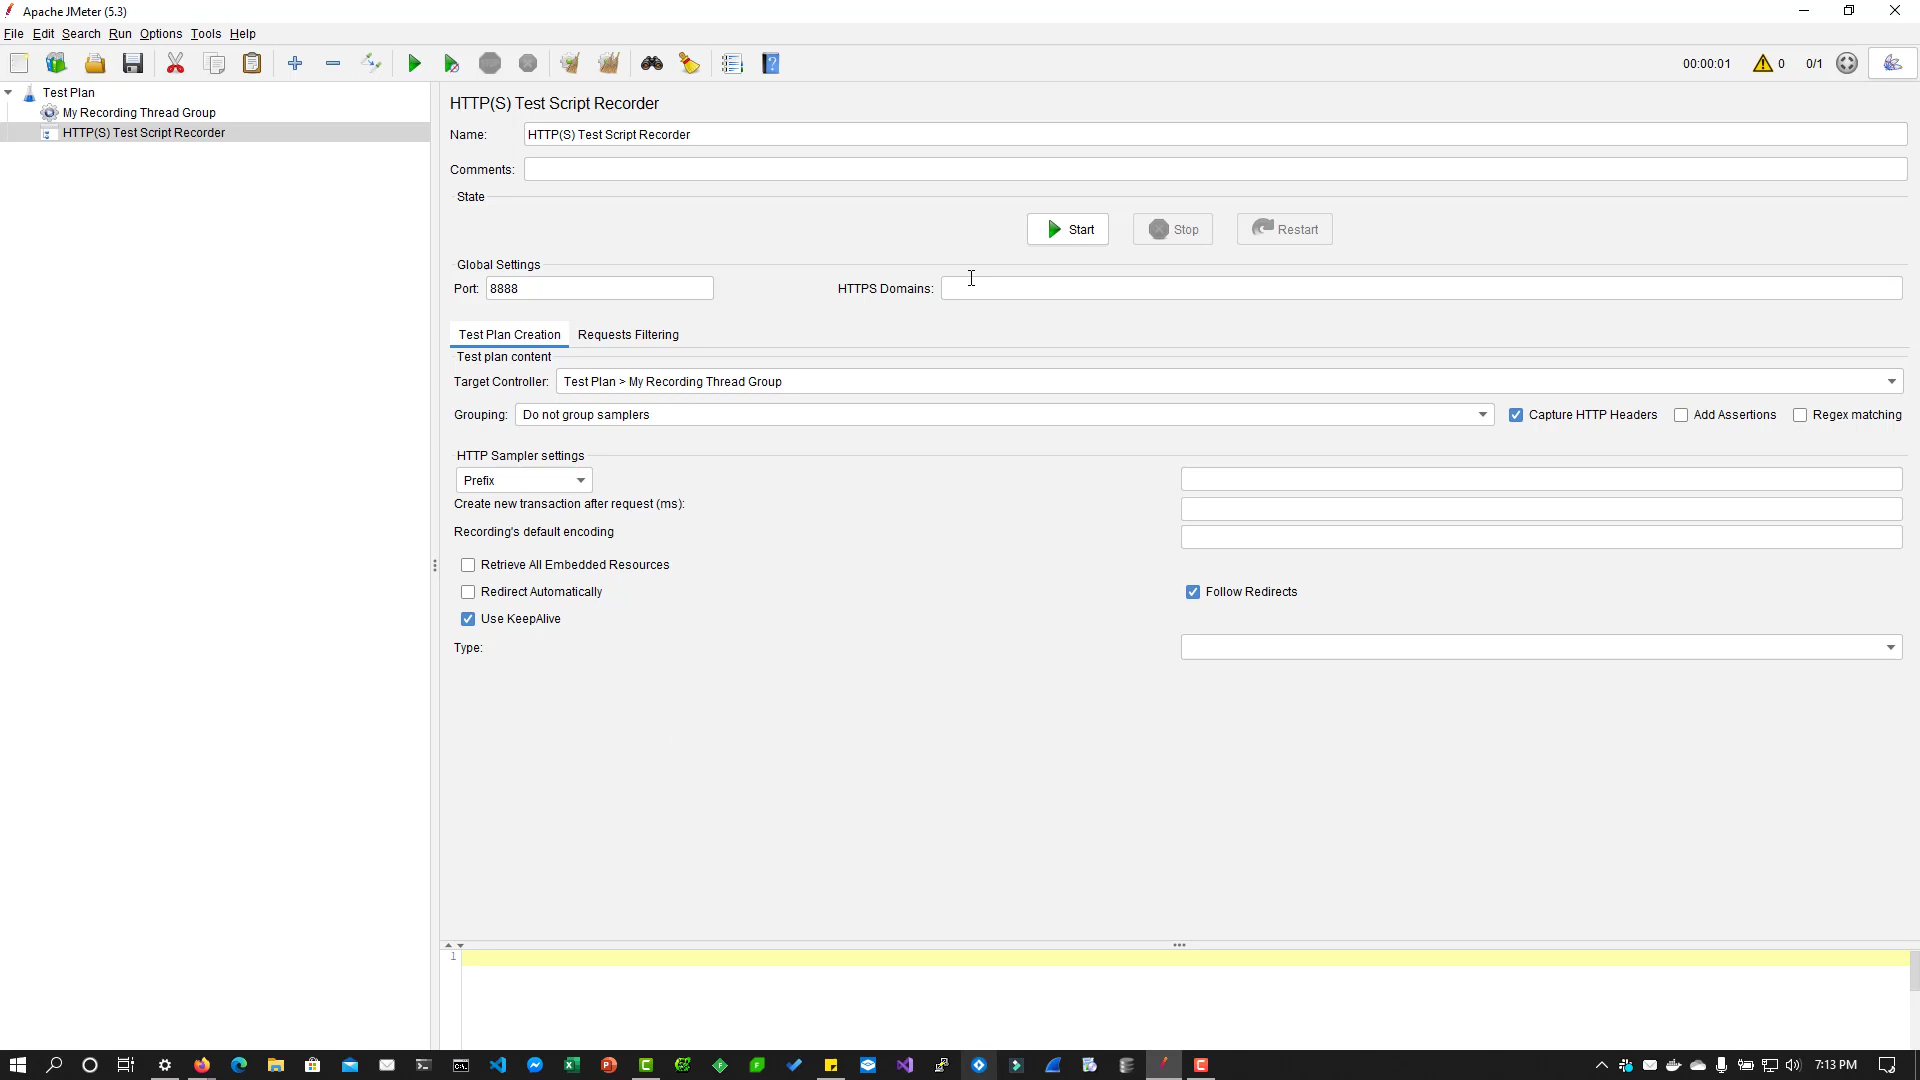 Apache JMeter (5.3)
File Edit Search Run Options Tools Help
00:00:01 0 0/1
Test Plan
My Recording Thread Group
HTTP(S) Test Script Recorder
HTTP(S) Test Script Recorder
Name: HTTP(S) Test Script Recorder
Comments:
State
Start Stop Restart
Global Settings
Port: 8888 HTTPS Domains:
Test Plan Creation Requests Filtering
Test plan content
Target Controller: Test Plan > My Recording Thread Group
Grouping: Do not group samplers Capture HTTP Headers Add Assertions Regex matching
HTTP Sampler settings
Prefix
Create new transaction after request (ms):
Recording's default encoding
Retrieve All Embedded Resources
Redirect Automatically Follow Redirects
Use KeepAlive
Type:
1
7:13 PM